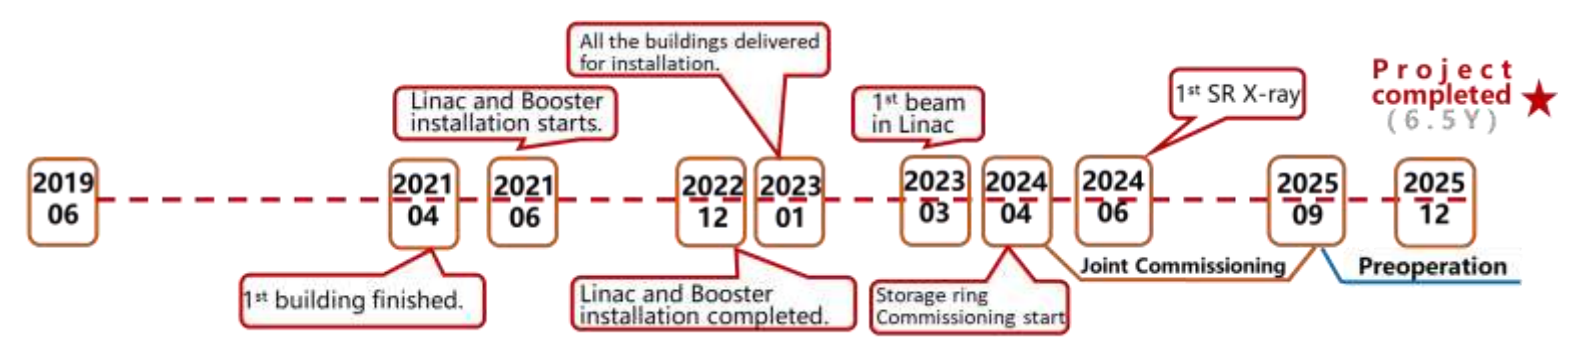 All the buildings delivered
for installation.
Linac and Booster
installation starts.
1st beam
in Linac
1st SR X-ray
Project
completed
(6.5Y)
2019
06
2021
04
2021
06
2022
12
2023
01
2023
03
2024
04
2024
06
2025
09
2025
12
1st building finished.
Linac and Booster
installation completed.
Storage ring
Commissioning start
Joint Commissioning
Preoperation